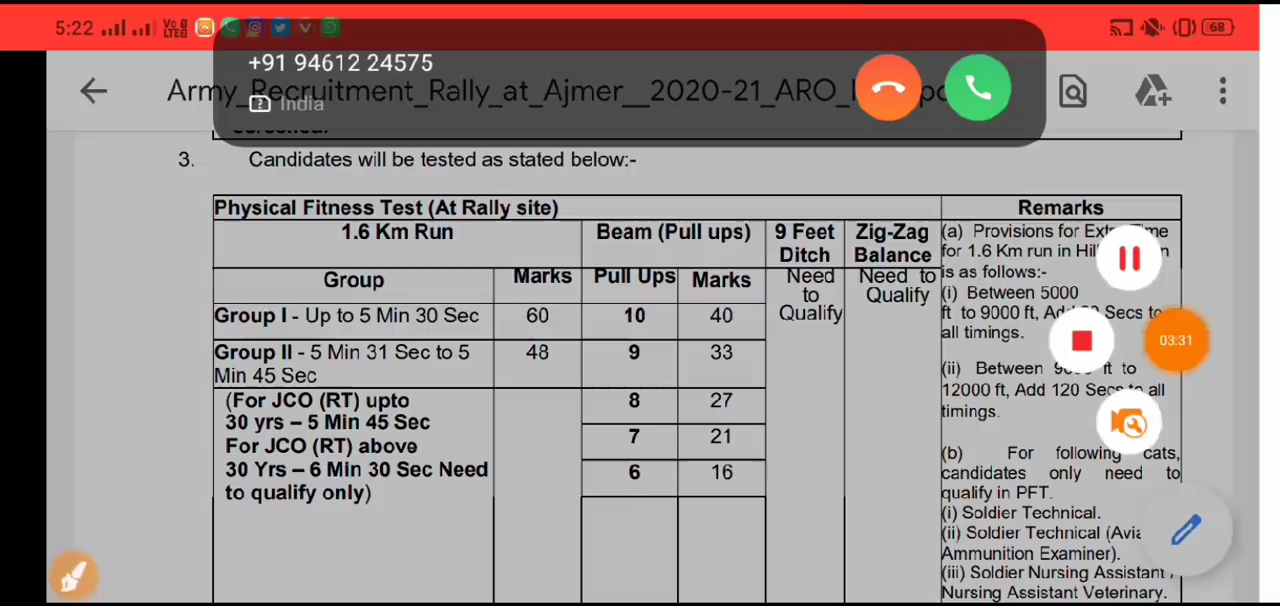 5:22
Vo LTE
68
+91 94612 24575
India
Army_Recruitment_Rally_at_Ajmer__2020-21_ARO_
3. Candidates will be tested as stated below:-
Physical Fitness Test (At Rally site)
Remarks
1.6 Km Run
Beam (Pull ups)
9 Feet Ditch
Zig-Zag Balance
Group
Marks
Pull Ups
Marks
Need to Qualify
Need to Qualify
Group I - Up to 5 Min 30 Sec
60
10
40
Group II - 5 Min 31 Sec to 5
Min 45 Sec
48
9
33
(For JCO (RT) upto
30 yrs – 5 Min 45 Sec
For JCO (RT) above
30 Yrs – 6 Min 30 Sec Need
to qualify only)
8
27
7
21
6
16
(a) Provisions for
for 1.6 Km run in
is as follows:-
(i) Between 5000
ft to 9000 ft, Secs to
all timings.
(ii) Between ft to
12000 ft, Add 120 Secs to all
timings.
(b) For following cats,
candidates only need to
qualify in PFT.
(i) Soldier Technical.
(ii) Soldier Technical
Ammunition Examiner).
(iii) Soldier Nursing Assistant /
Nursing Assistant Veterinary.
03:31